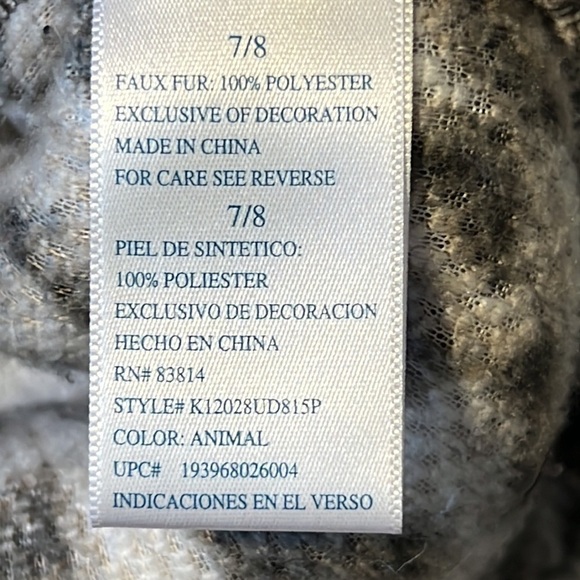 7/8
FAUX FUR: 100% POLYESTER
EXCLUSIVE OF DECORATION
MADE IN CHINA
FOR CARE SEE REVERSE
7/8
PIEL DE SINTETICO:
100% POLIESTER
EXCLUSIVO DE DECORACION
HECHO EN CHINA
RN# 83814
STYLE# K12028UD815P
COLOR: ANIMAL
UPC# 193968026004
INDICACIONES EN EL VERSO